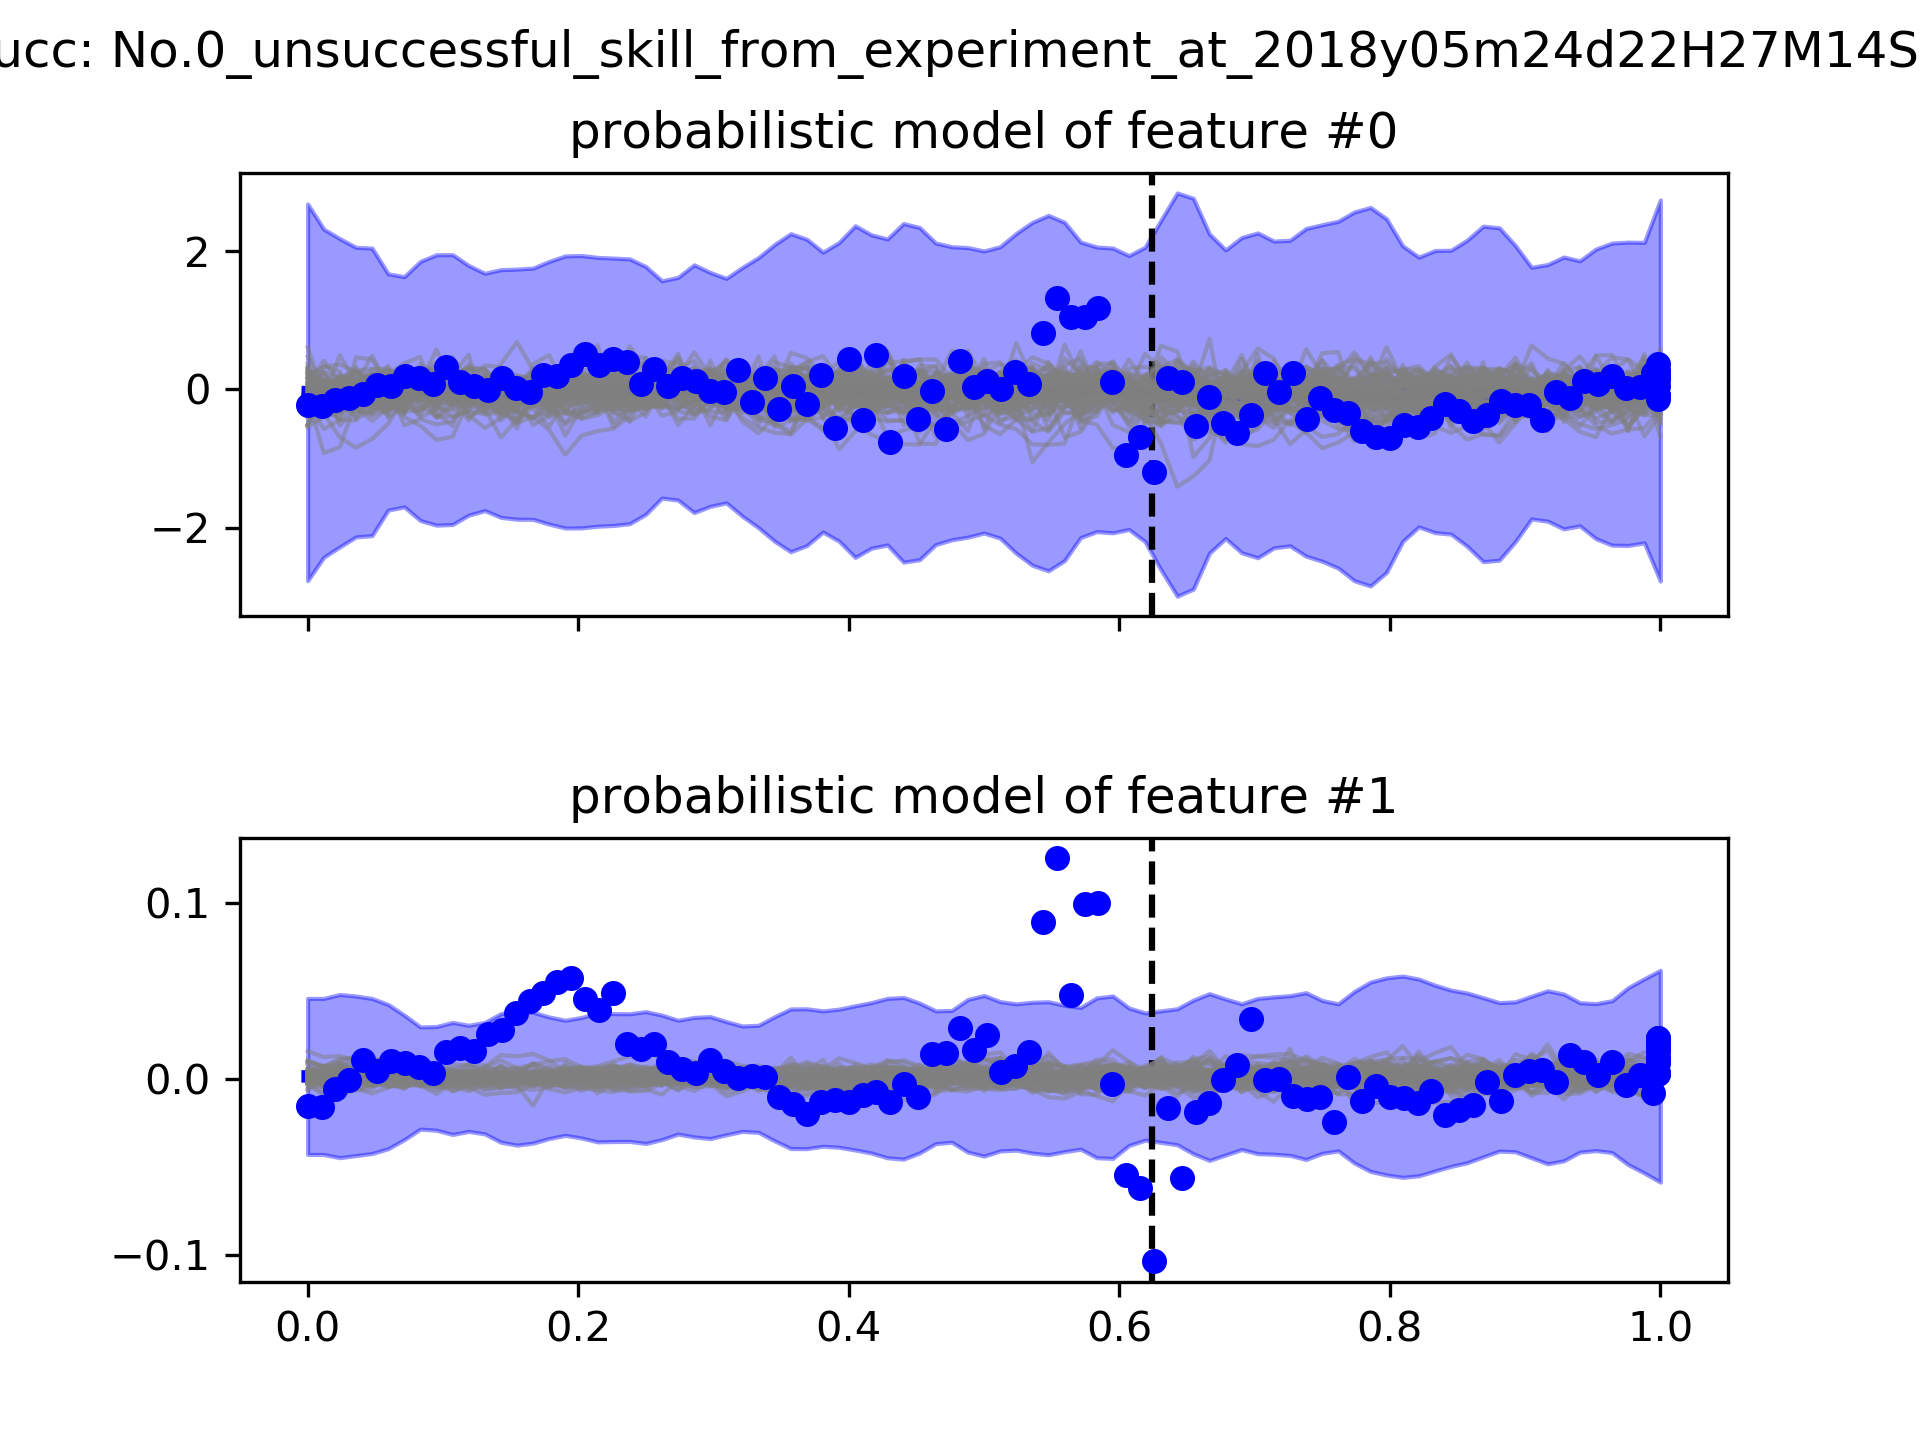 ucc: No.0_unsuccessful_skill_from_experiment_at_2018y05m24d22H27M14S
probabilistic model of feature #0
2
0
−2
probabilistic model of feature #1
0.1
0.0
−0.1
0.0 0.2 0.4 0.6 0.8 1.0